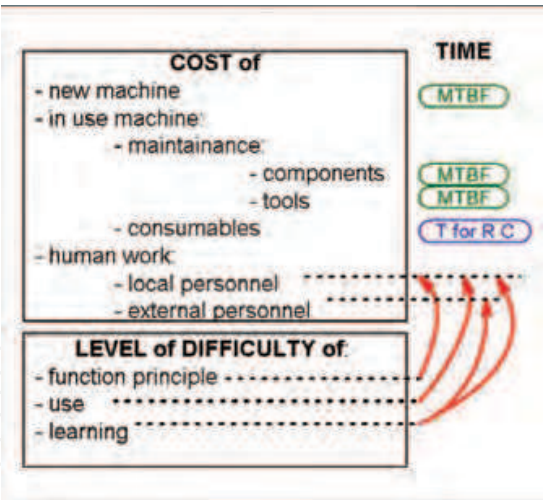 COST of
TIME
- new machine
MTBF
- in use machine:
- maintainance:
- components
MTBF
- tools
MTBF
- consumables
T for R C
- human work:
- local personnel
- external personnel
LEVEL of DIFFICULTY of:
- function principle
- use
- learning